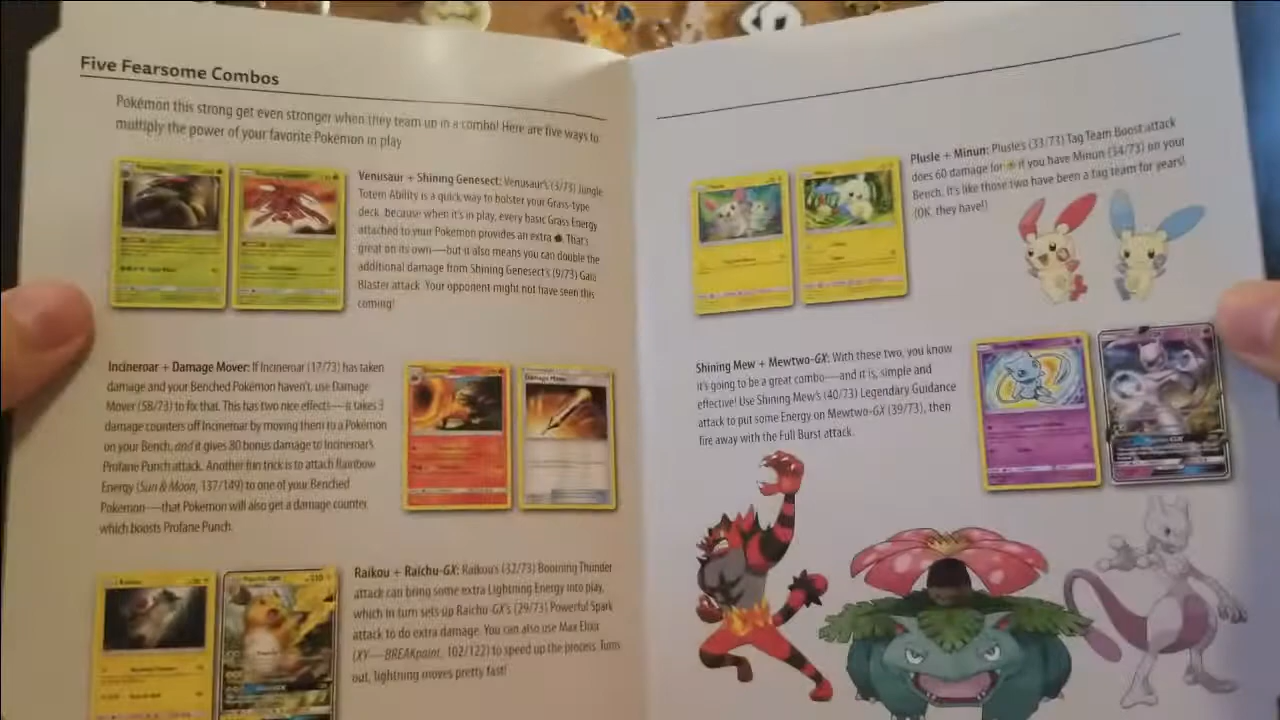 Five Fearsome Combos
Pokémon this strong get even stronger when they team up in a combo! Here are five ways to
multiply the power of your favorite Pokémon in play
Venusaur + Shining Genesect: Venusaur's (3/73) Jungle
Totem Ability is a quick way to bolster your Grass-type
deck, because when it's in play, every basic Grass Energy
attached to your Pokémon provides an extra . That's
great on its own—but it also means you can double the
additional damage from Shining Genesect's (9/73) Gaia
Blaster attack. Your opponent might not have seen this
coming!
Incineroar + Damage Mover: If Incineroar (17/73) has taken
damage and your Benched Pokémon haven't, use Damage
Mover (58/73) to fix that. This has two nice effects—it takes 3
damage counters off Incineroar by moving them to a Pokémon
on your Bench, and it gives 80 bonus damage to Incineroar's
Profane Punch attack. Another fun trick is to attach Rainbow
Energy (Sun & Moon, 137/149) to one of your Benched
Pokémon—that Pokémon will also get a damage counter
which boosts Profane Punch.
Damage Mover
Raikou + Raichu-GX: Raikou's (32/73) Booming Thunder
attack can bring some extra Lightning Energy into play,
which in turn sets up Raichu-GX's (29/73) Powerful Spark
attack to do extra damage. You can also use Max Elixir
(XY—BREAKpoint, 102/122) to speed up the process. Turns
out, lightning moves pretty fast!
Plusle + Minun: Plusle's (33/73) Tag Team Boost attack
does 60 damage for if you have Minun (34/73) on your
Bench. It's like those two have been a tag team for years!
(OK, they have!)
Shining Mew + Mewtwo-GX: With these two, you know
it's going to be a great combo—and it is, simple and
effective! Use Shining Mew's (40/73) Legendary Guidance
attack to put some Energy on Mewtwo-GX (39/73), then
fire away with the Full Burst attack.